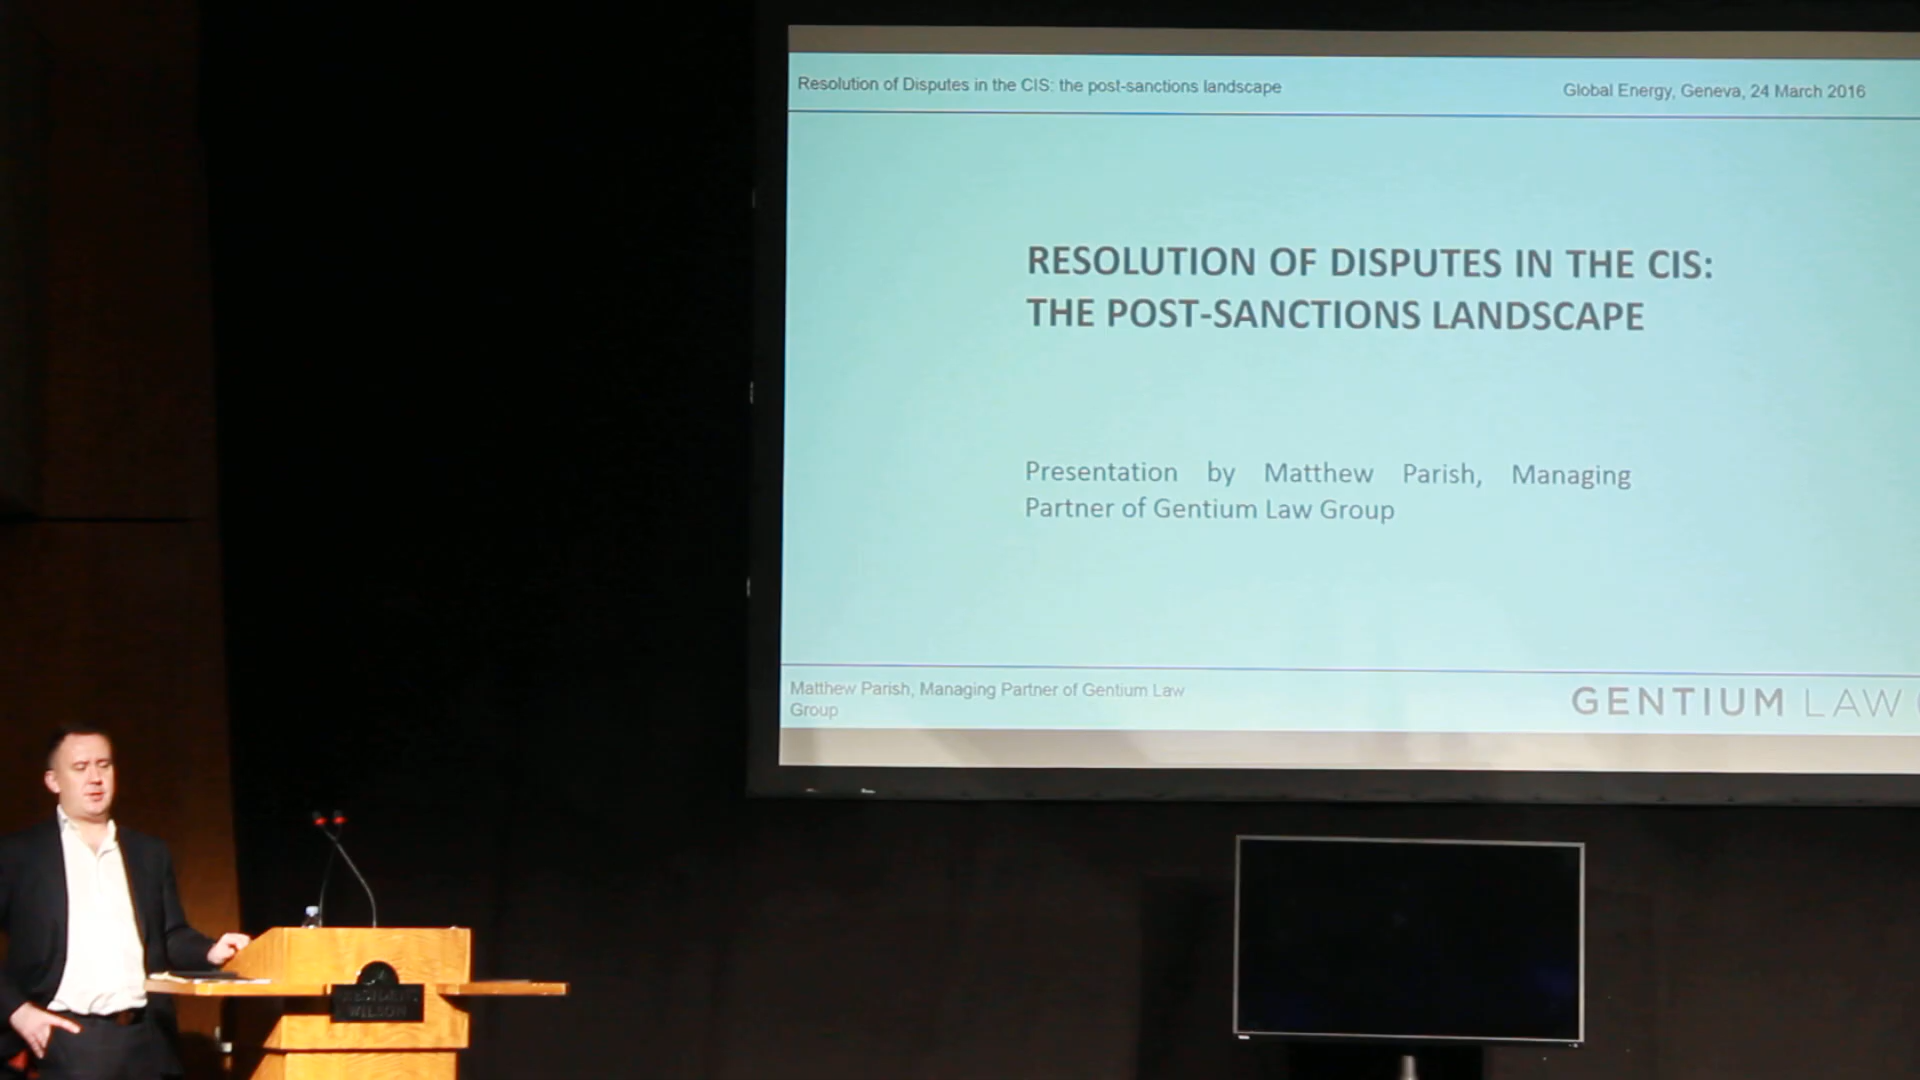 Resolution of Disputes in the CIS: the post-sanctions landscape
Global Energy, Geneva, 24 March 2016
RESOLUTION OF DISPUTES IN THE CIS:
THE POST-SANCTIONS LANDSCAPE
Presentation by Matthew Parish, Managing
Partner of Gentium Law Group
Matthew Parish, Managing Partner of Gentium Law
Group
GENTIUM LAW
WILSON